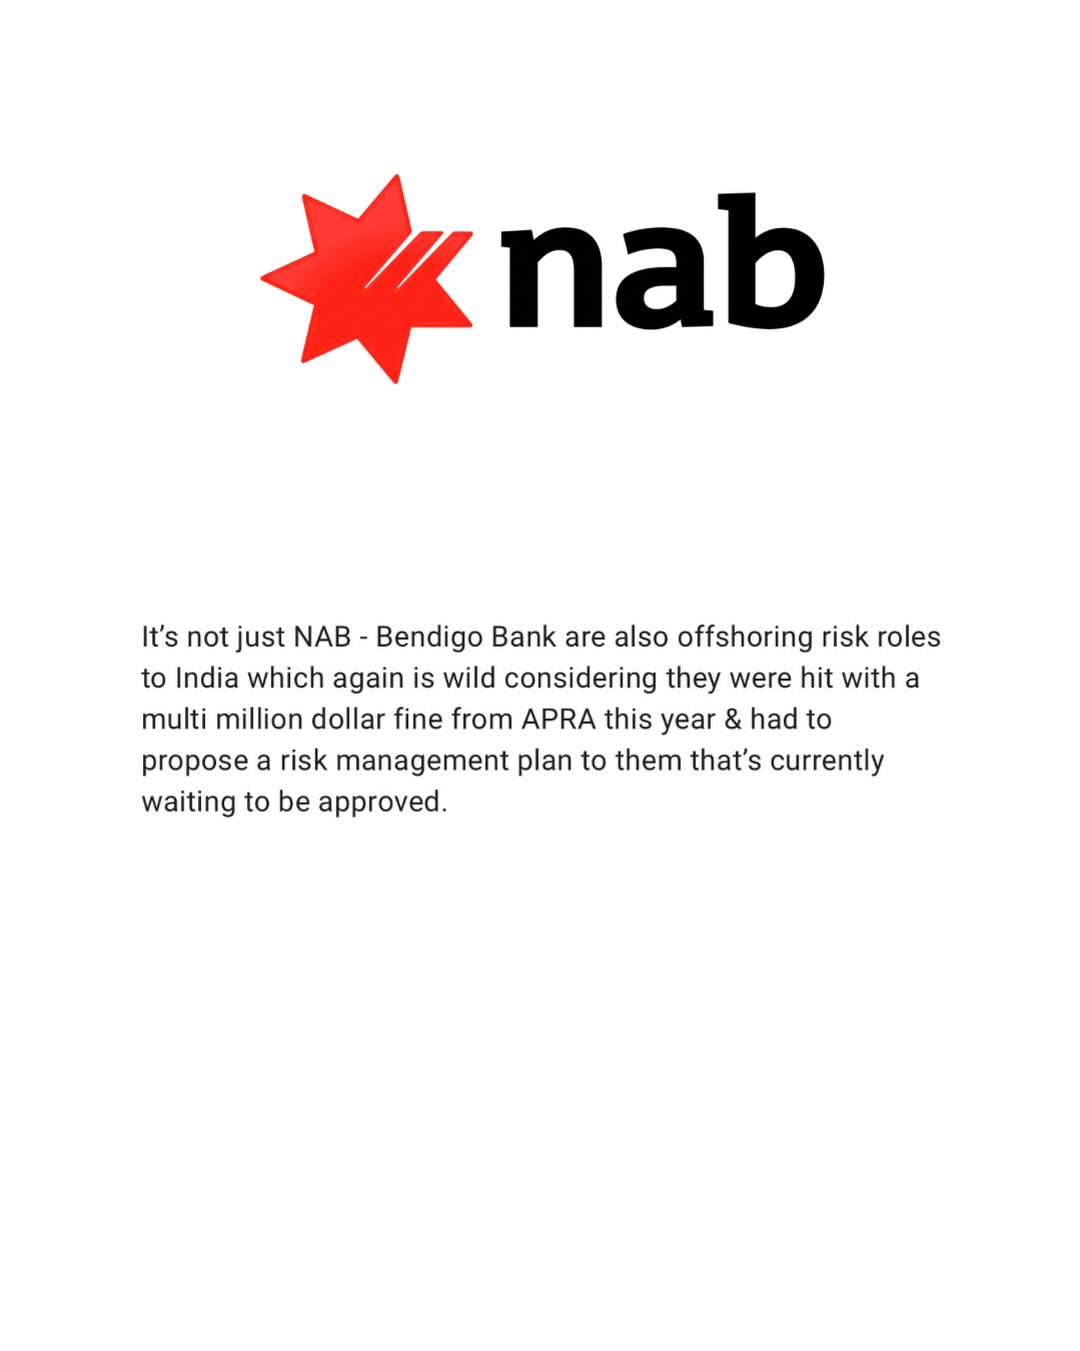 nab
It’s not just NAB - Bendigo Bank are also offshoring risk roles
to India which again is wild considering they were hit with a
multi million dollar fine from APRA this year & had to
propose a risk management plan to them that’s currently
waiting to be approved.